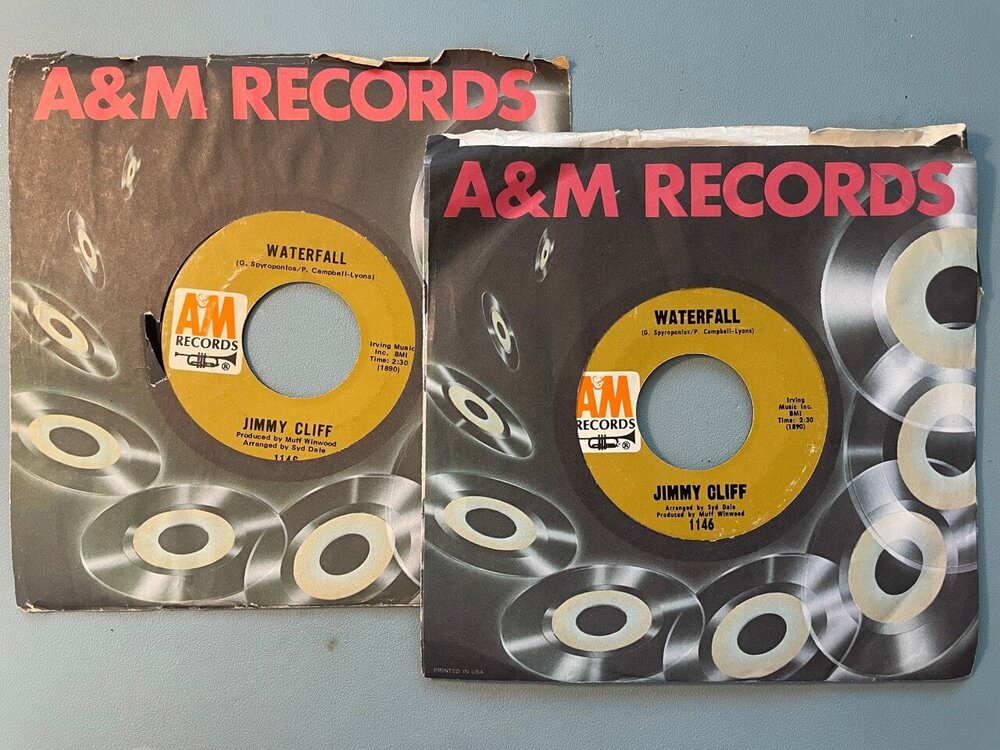 A&M RECORDS
WATERFALL
(G. Spyroponlos/P. Campbell-Lyons)
A&M
RECORDS
®
Irving Music
Inc. BMI
Time: 2:30
(1890)
JIMMY CLIFF
Produced by Muff Winwood
Arranged by Syd Dale
1146
A&M RECORDS
WATERFALL
(G. Spyroponlos/P. Campbell-Lyons)
A&M
RECORDS
®
Irving
Music Inc.
BMI
Time: 2:30
(1890)
JIMMY CLIFF
Arranged by Syd Dale
Produced by Muff Winwood
1146
PRINTED IN USA